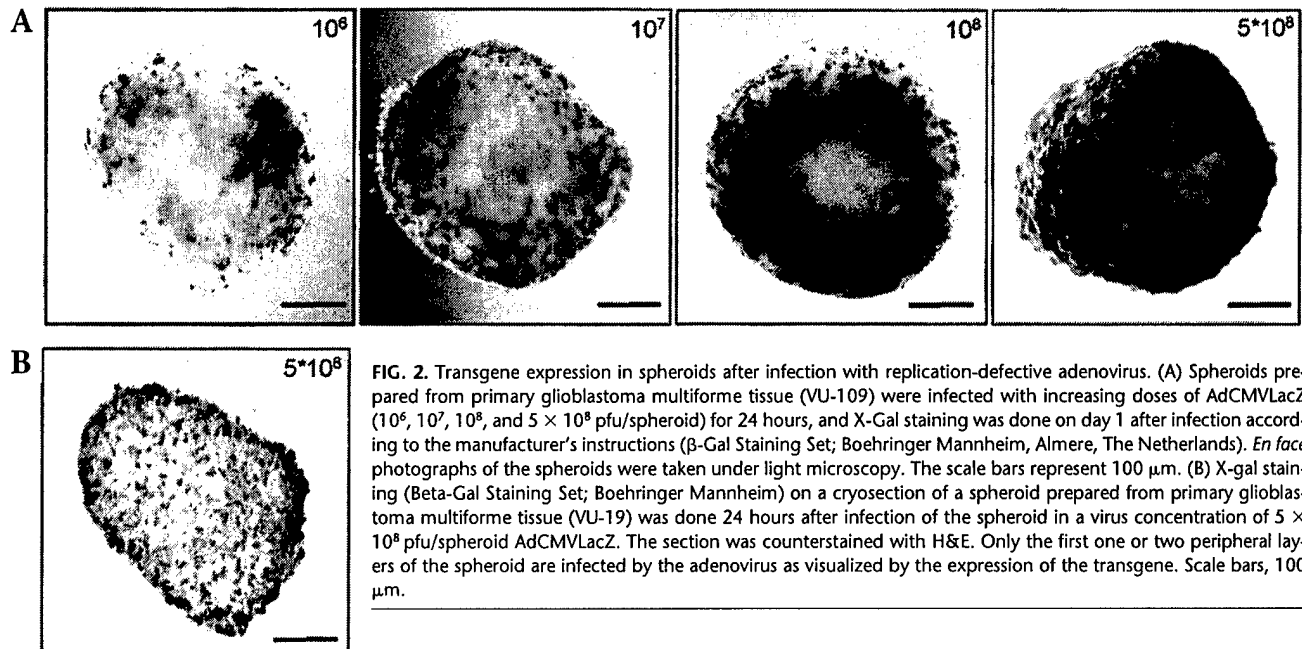 A
10⁶
10⁷
10⁸
5*10⁸
B
5*10⁸
FIG. 2. Transgene expression in spheroids after infection with replication-defective adenovirus. (A) Spheroids pre-
pared from primary glioblastoma multiforme tissue (VU-109) were infected with increasing doses of AdCMVLacZ
(10⁶, 10⁷, 10⁸, and 5 × 10⁸ pfu/spheroid) for 24 hours, and X-Gal staining was done on day 1 after infection accord-
ing to the manufacturer's instructions (β-Gal Staining Set; Boehringer Mannheim, Almere, The Netherlands). En face
photographs of the spheroids were taken under light microscopy. The scale bars represent 100 μm. (B) X-gal stain-
ing (Beta-Gal Staining Set; Boehringer Mannheim) on a cryosection of a spheroid prepared from primary glioblas-
toma multiforme tissue (VU-19) was done 24 hours after infection of the spheroid in a virus concentration of 5 ×
10⁸ pfu/spheroid AdCMVLacZ. The section was counterstained with H&E. Only the first one or two peripheral lay-
ers of the spheroid are infected by the adenovirus as visualized by the expression of the transgene. Scale bars, 100
μm.